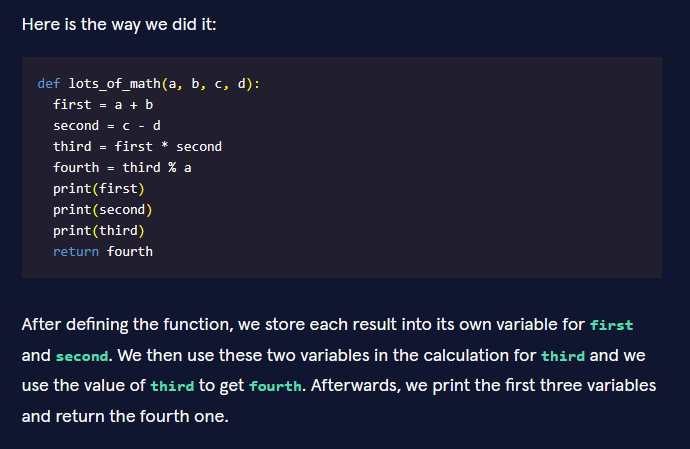 Here is the way we did it:
def lots_of_math(a, b, c, d):
  first = a + b
  second = c - d
  third = first * second
  fourth = third % a
  print(first)
  print(second)
  print(third)
  return fourth
After defining the function, we store each result into its own variable for first
and second. We then use these two variables in the calculation for third and we
use the value of third to get fourth. Afterwards, we print the first three variables
and return the fourth one.